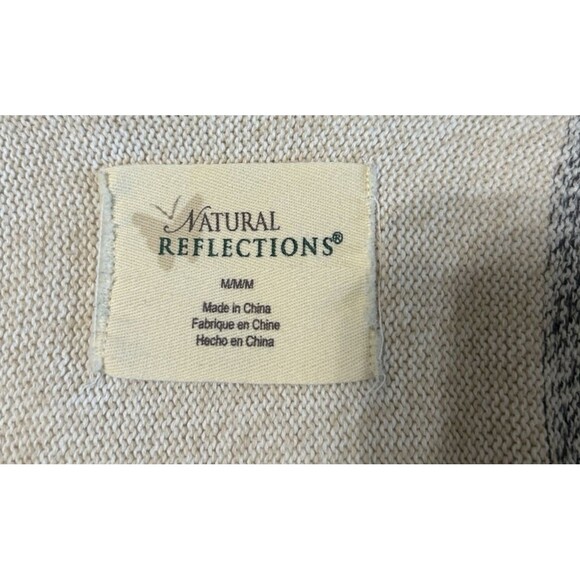 NATURAL
REFLECTIONS®
M/M/M
Made in China
Fabrique en Chine
Hecho en China